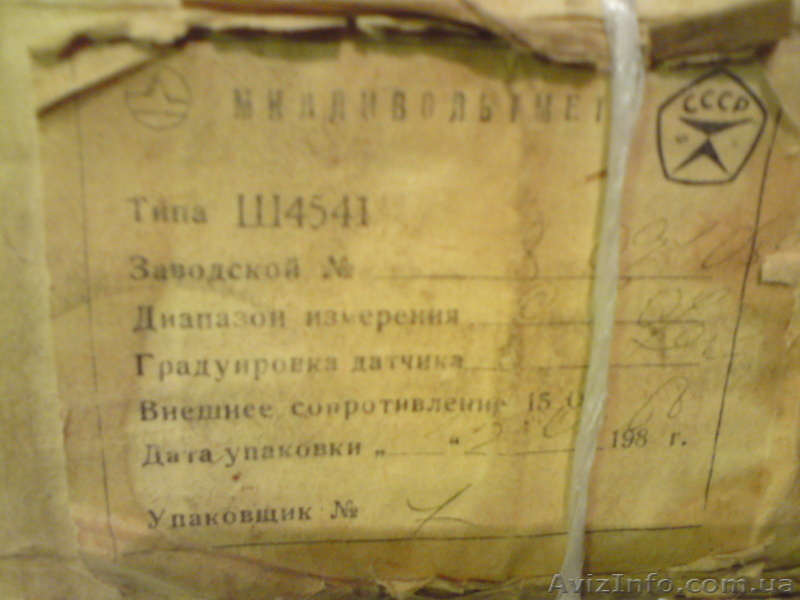 МИЛЛИВОЛЬТМЕТ
СССР
Типа Ш4541
Заводской №
Диапазон измерения
Градуировка датчика
Внешнее сопротивление 15 О
Дата упаковки „ “ 198 г.
Упаковщик №
AvizInfo.com.ua